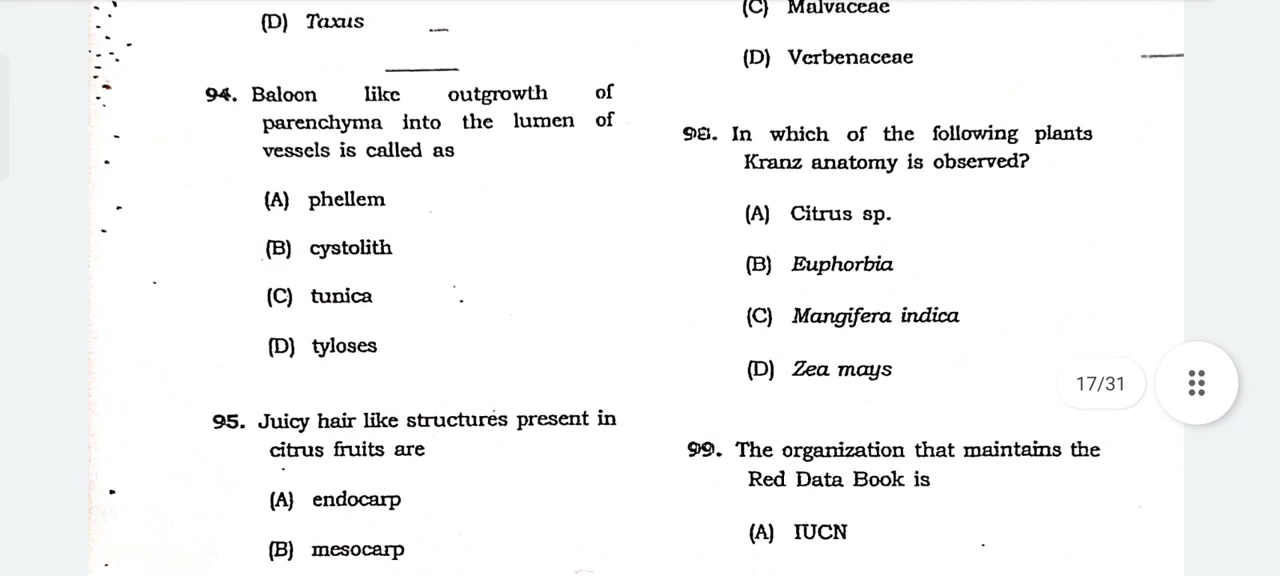 (D) Taxus
94. Baloon like outgrowth of
parenchyma into the lumen of
vessels is called as
(A) phellem
(B) cystolith
(C) tunica
(D) tyloses
95. Juicy hair like structures present in
citrus fruits are
(A) endocarp
(B) mesocarp
(C) Malvaceae
(D) Verbenaceae
98. In which of the following plants
Kranz anatomy is observed?
(A) Citrus sp.
(B) Euphorbia
(C) Mangifera indica
(D) Zea mays
99. The organization that maintains the
Red Data Book is
(A) IUCN
17/31